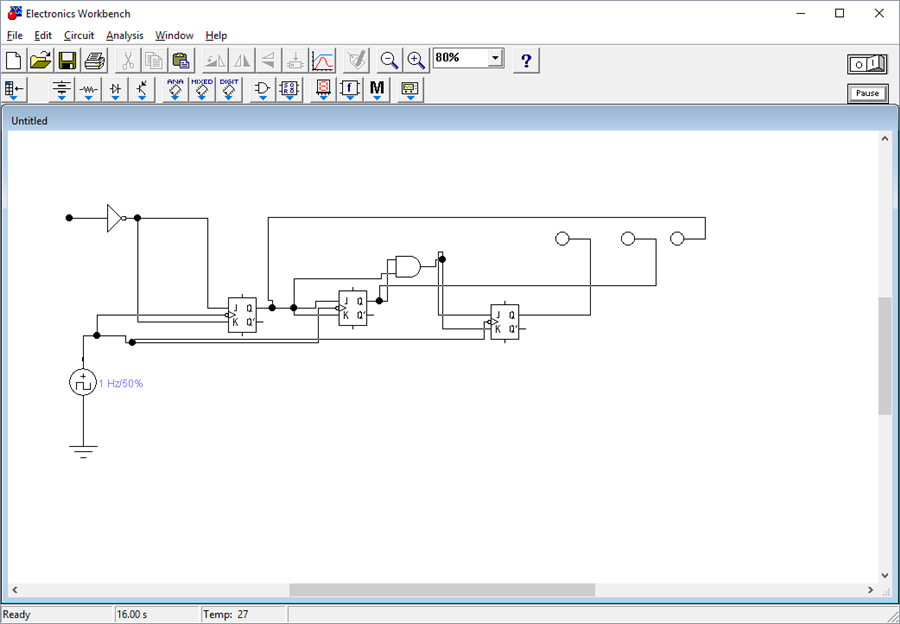 Electronics Workbench
File Edit Circuit Analysis Window Help
80%
?
O I
ANA MIXED DIGIT
f M
Pause
Untitled
J Q
K Q'
J Q
K Q'
J Q
K Q'
+
1 Hz/50%
Ready 16.00 s Temp: 27